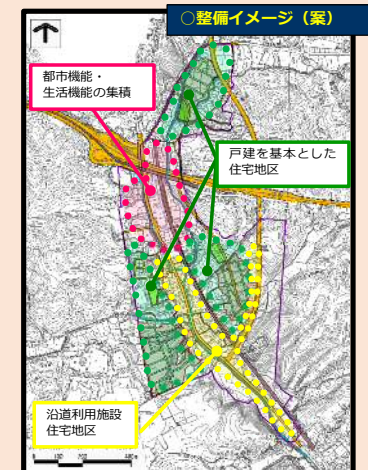 ○整備イメージ（案）
都市機能・
生活機能の集積
戸建を基本とした
住宅地区
沿道利用施設
住宅地区